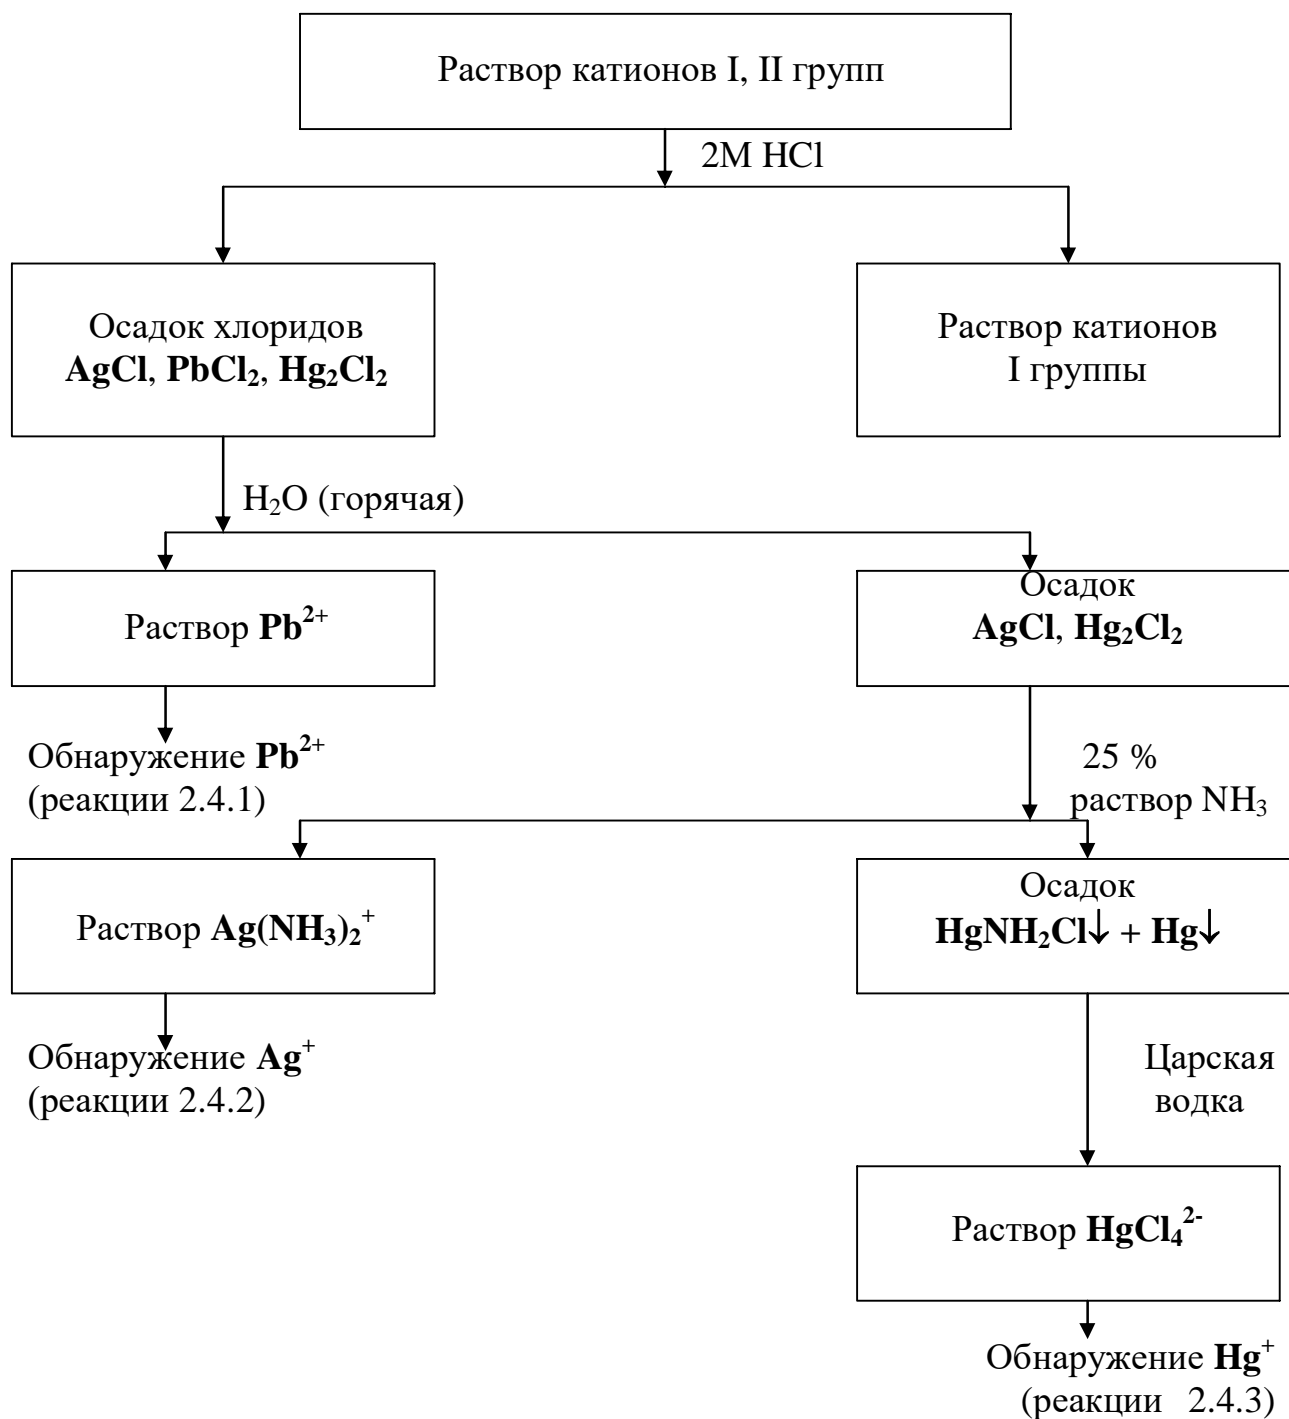 Раствор катионов I, II групп
2M HCl
Осадок хлоридов
AgCl, PbCl₂, Hg₂Cl₂
Раствор катионов
I группы
H₂O (горячая)
Раствор Pb²⁺
Осадок
AgCl, Hg₂Cl₂
Обнаружение Pb²⁺
(реакции 2.4.1)
25 %
раствор NH₃
Раствор Ag(NH₃)₂⁺
Осадок
HgNH₂Cl↓ + Hg↓
Обнаружение Ag⁺
(реакции 2.4.2)
Царская
водка
Раствор HgCl₄²⁻
Обнаружение Hg⁺
(реакции 2.4.3)